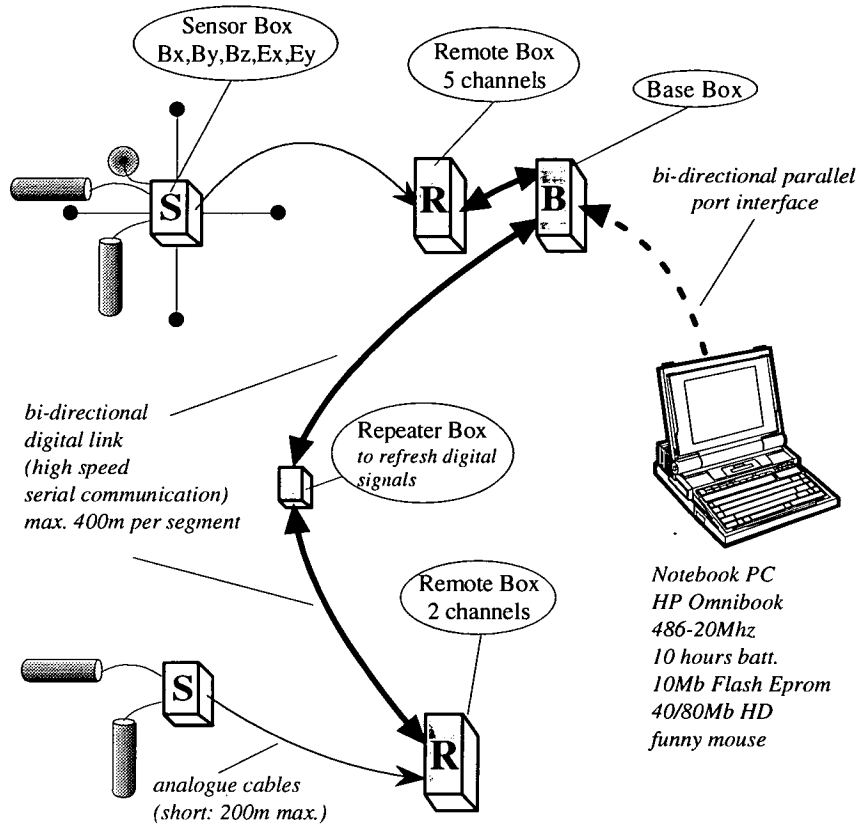 Sensor Box
Bx,By,Bz,Ex,Ey
Remote Box
5 channels
Base Box
S
R
B
bi-directional parallel
port interface
bi-directional
digital link
(high speed
serial communication)
max. 400m per segment
Repeater Box
to refresh digital
signals
Remote Box
2 channels
Notebook PC
HP Omnibook
486-20Mhz
10 hours batt.
10Mb Flash Eprom
40/80Mb HD
funny mouse
S
R
analogue cables
(short: 200m max.)